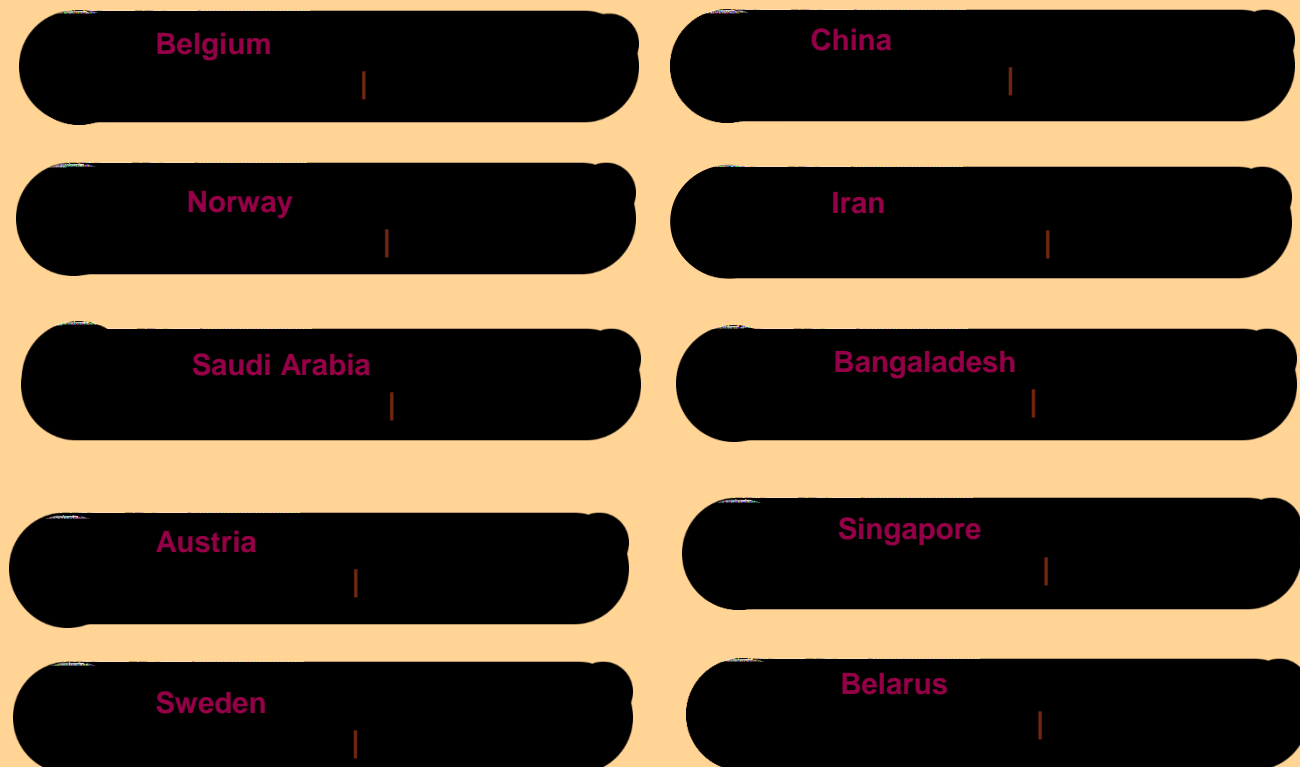 Belgium
|
China
|
Norway
|
Iran
|
Saudi Arabia
|
Bangaladesh
|
Austria
|
Singapore
|
Sweden
|
Belarus
|